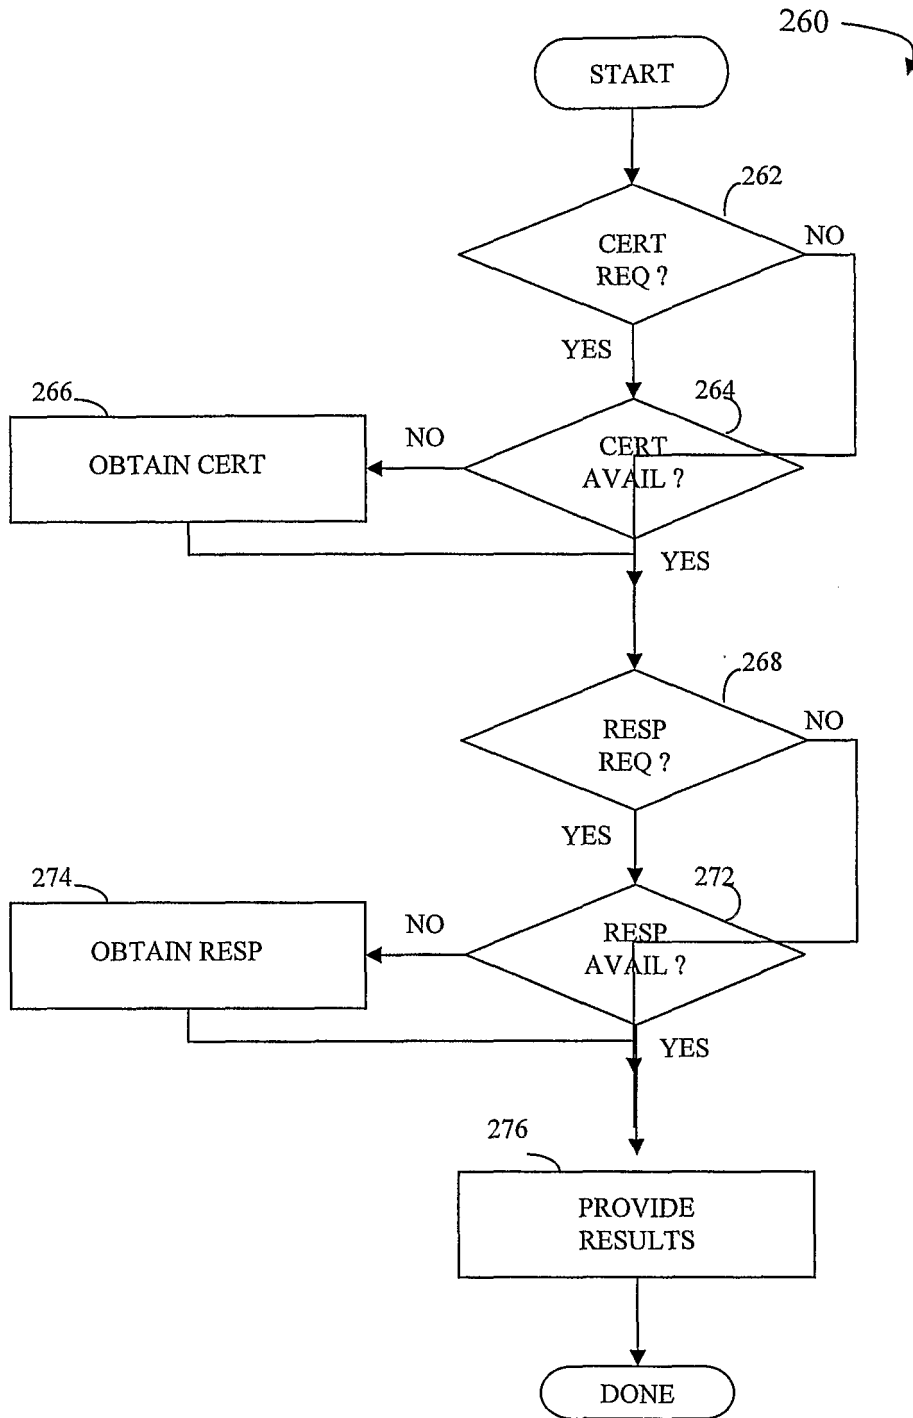 260
START
262
CERT
REQ ?
NO
YES
266
264
OBTAIN CERT
NO
CERT
AVAIL ?
YES
268
RESP
REQ ?
NO
YES
274
272
OBTAIN RESP
NO
RESP
AVAIL ?
YES
276
PROVIDE
RESULTS
DONE